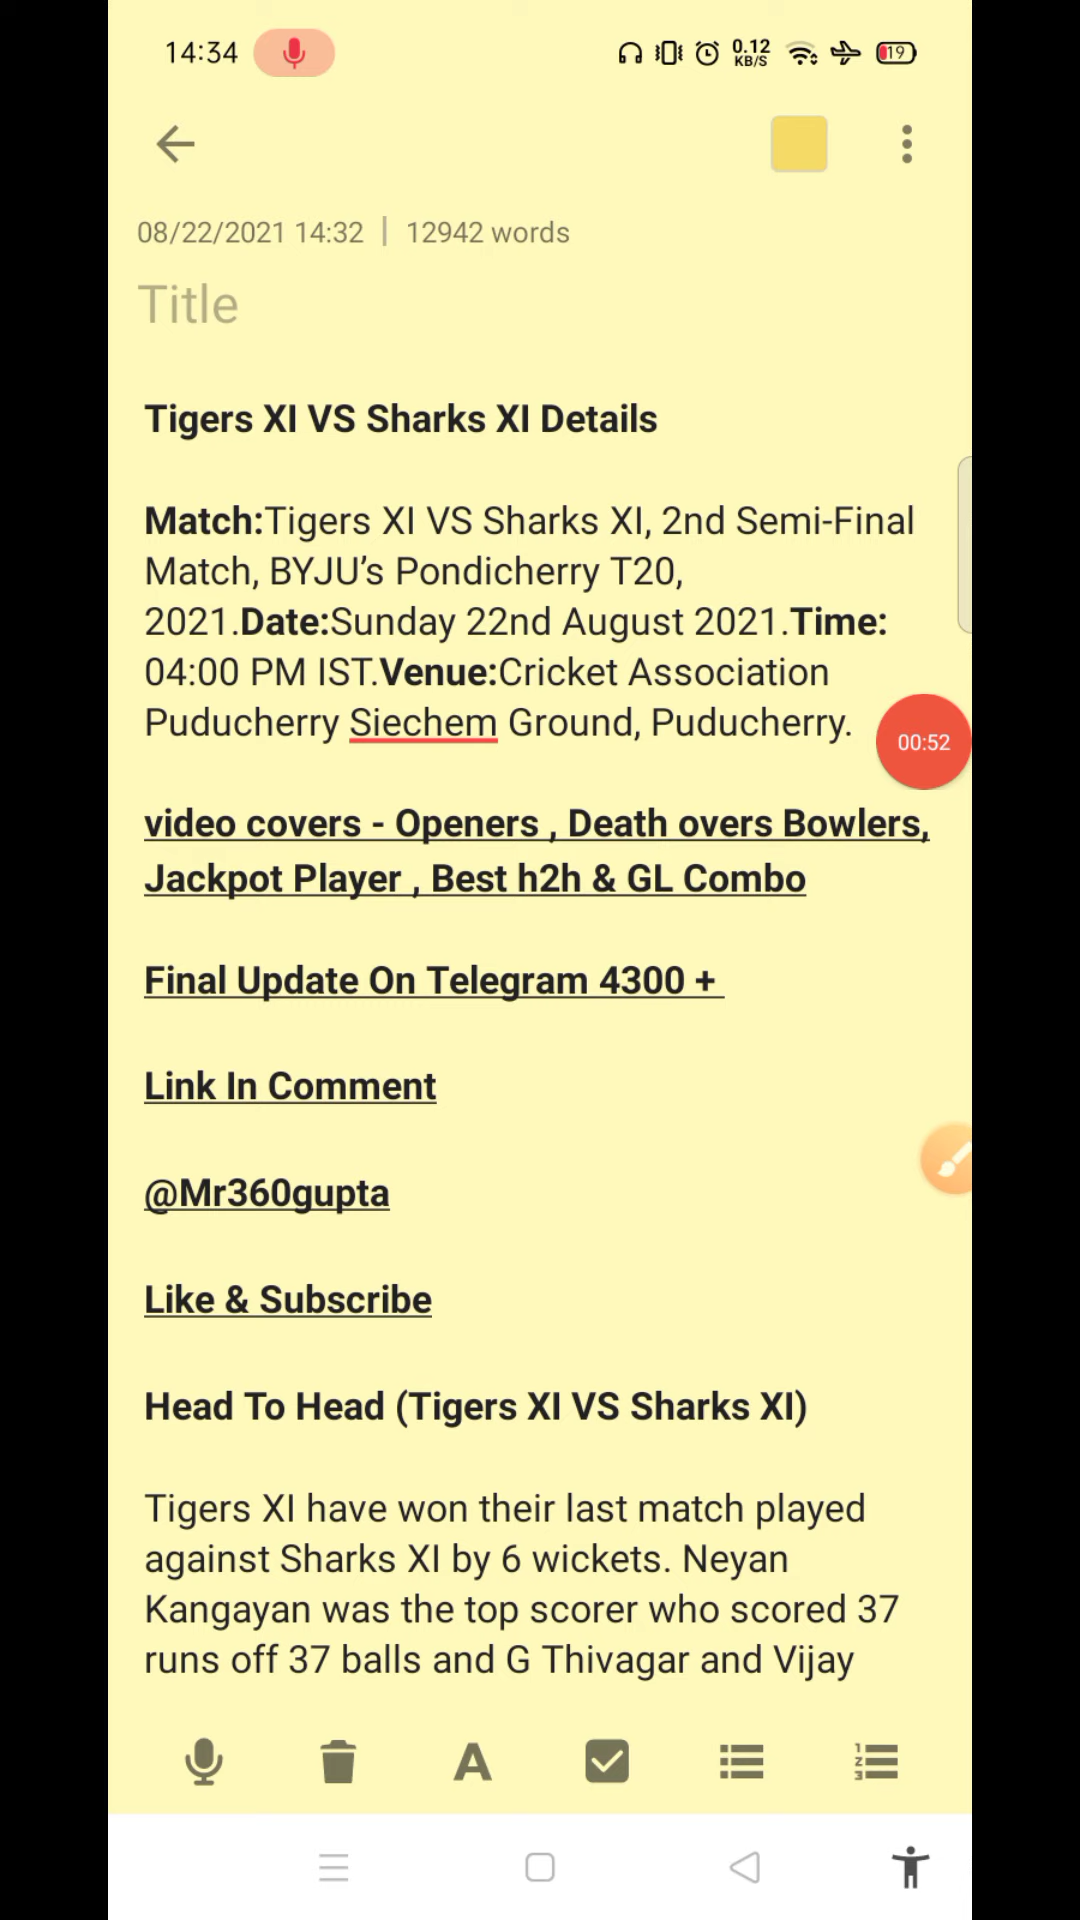 14:34
0.12
KB/S
19
08/22/2021 14:32 | 12942 words
Title
Tigers XI VS Sharks XI Details
Match:Tigers XI VS Sharks XI, 2nd Semi-Final
Match, BYJU’s Pondicherry T20,
2021.Date:Sunday 22nd August 2021.Time:
04:00 PM IST.Venue:Cricket Association
Puducherry Siechem Ground, Puducherry.
00:52
video covers - Openers , Death overs Bowlers,
Jackpot Player , Best h2h & GL Combo
Final Update On Telegram 4300 +
Link In Comment
@Mr360gupta
Like & Subscribe
Head To Head (Tigers XI VS Sharks XI)
Tigers XI have won their last match played
against Sharks XI by 6 wickets. Neyan
Kangayan was the top scorer who scored 37
runs off 37 balls and G Thivagar and Vijay
A